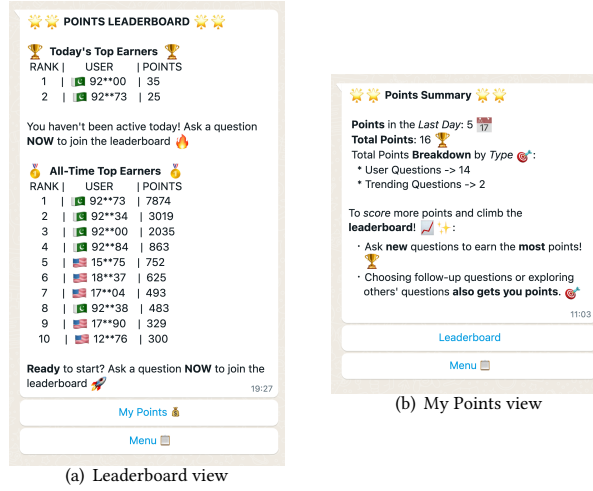 🌟🌟 POINTS LEADERBOARD 🌟🌟
🏆 Today's Top Earners 🏆
RANK | USER | POINTS
1 | 🇵🇰 92**00 | 35
2 | 🇵🇰 92**73 | 25
You haven't been active today! Ask a question
NOW to join the leaderboard 🔥
🥇 All-Time Top Earners 🥇
RANK | USER | POINTS
1 | 🇵🇰 92**73 | 7874
2 | 🇵🇰 92**34 | 3019
3 | 🇵🇰 92**00 | 2035
4 | 🇵🇰 92**84 | 863
5 | 🇺🇸 15**75 | 752
6 | 🇺🇸 18**37 | 625
7 | 🇺🇸 17**04 | 493
8 | 🇵🇰 92**38 | 483
9 | 🇺🇸 17**90 | 329
10 | 🇺🇸 12**76 | 300
Ready to start? Ask a question NOW to join the
leaderboard 🚀
19:27
My Points 💰
Menu 📋
(a) Leaderboard view
🌟🌟 Points Summary 🌟🌟
Points in the Last Day: 5 📅
Total Points: 16 🏆
Total Points Breakdown by Type 🎯:
* User Questions -> 14
* Trending Questions -> 2
To score more points and climb the
leaderboard! 📈✨:
· Ask new questions to earn the most points!
🏆
· Choosing follow-up questions or exploring
others' questions also gets you points. 🎯
11:03
Leaderboard
Menu 📋
(b) My Points view